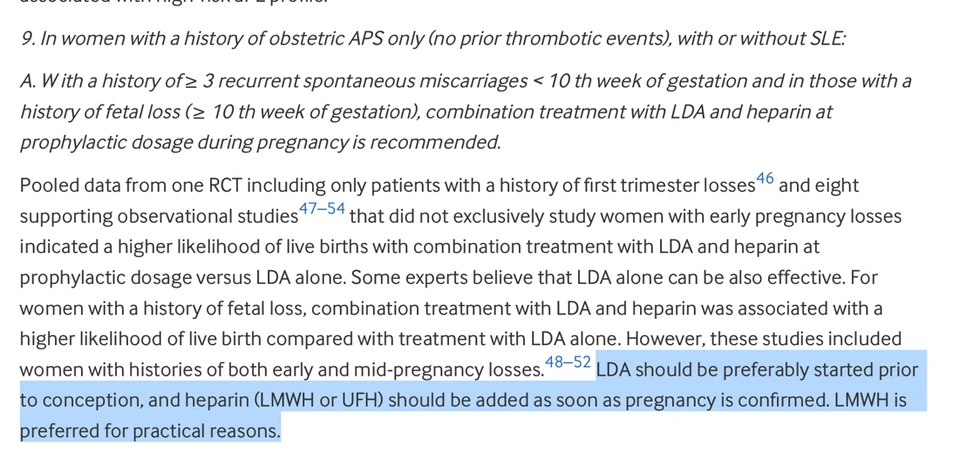 associated with high-risk aPL profile.
9. In women with a history of obstetric APS only (no prior thrombotic events), with or without SLE:
A. W ith a history of ≥ 3 recurrent spontaneous miscarriages < 10 th week of gestation and in those with a
history of fetal loss (≥ 10 th week of gestation), combination treatment with LDA and heparin at
prophylactic dosage during pregnancy is recommended.
Pooled data from one RCT including only patients with a history of first trimester losses46 and eight
supporting observational studies47–54 that did not exclusively study women with early pregnancy losses
indicated a higher likelihood of live births with combination treatment with LDA and heparin at
prophylactic dosage versus LDA alone. Some experts believe that LDA alone can be also effective. For
women with a history of fetal loss, combination treatment with LDA and heparin was associated with a
higher likelihood of live birth compared with treatment with LDA alone. However, these studies included
women with histories of both early and mid-pregnancy losses.48–52 LDA should be preferably started prior
to conception, and heparin (LMWH or UFH) should be added as soon as pregnancy is confirmed. LMWH is
preferred for practical reasons.